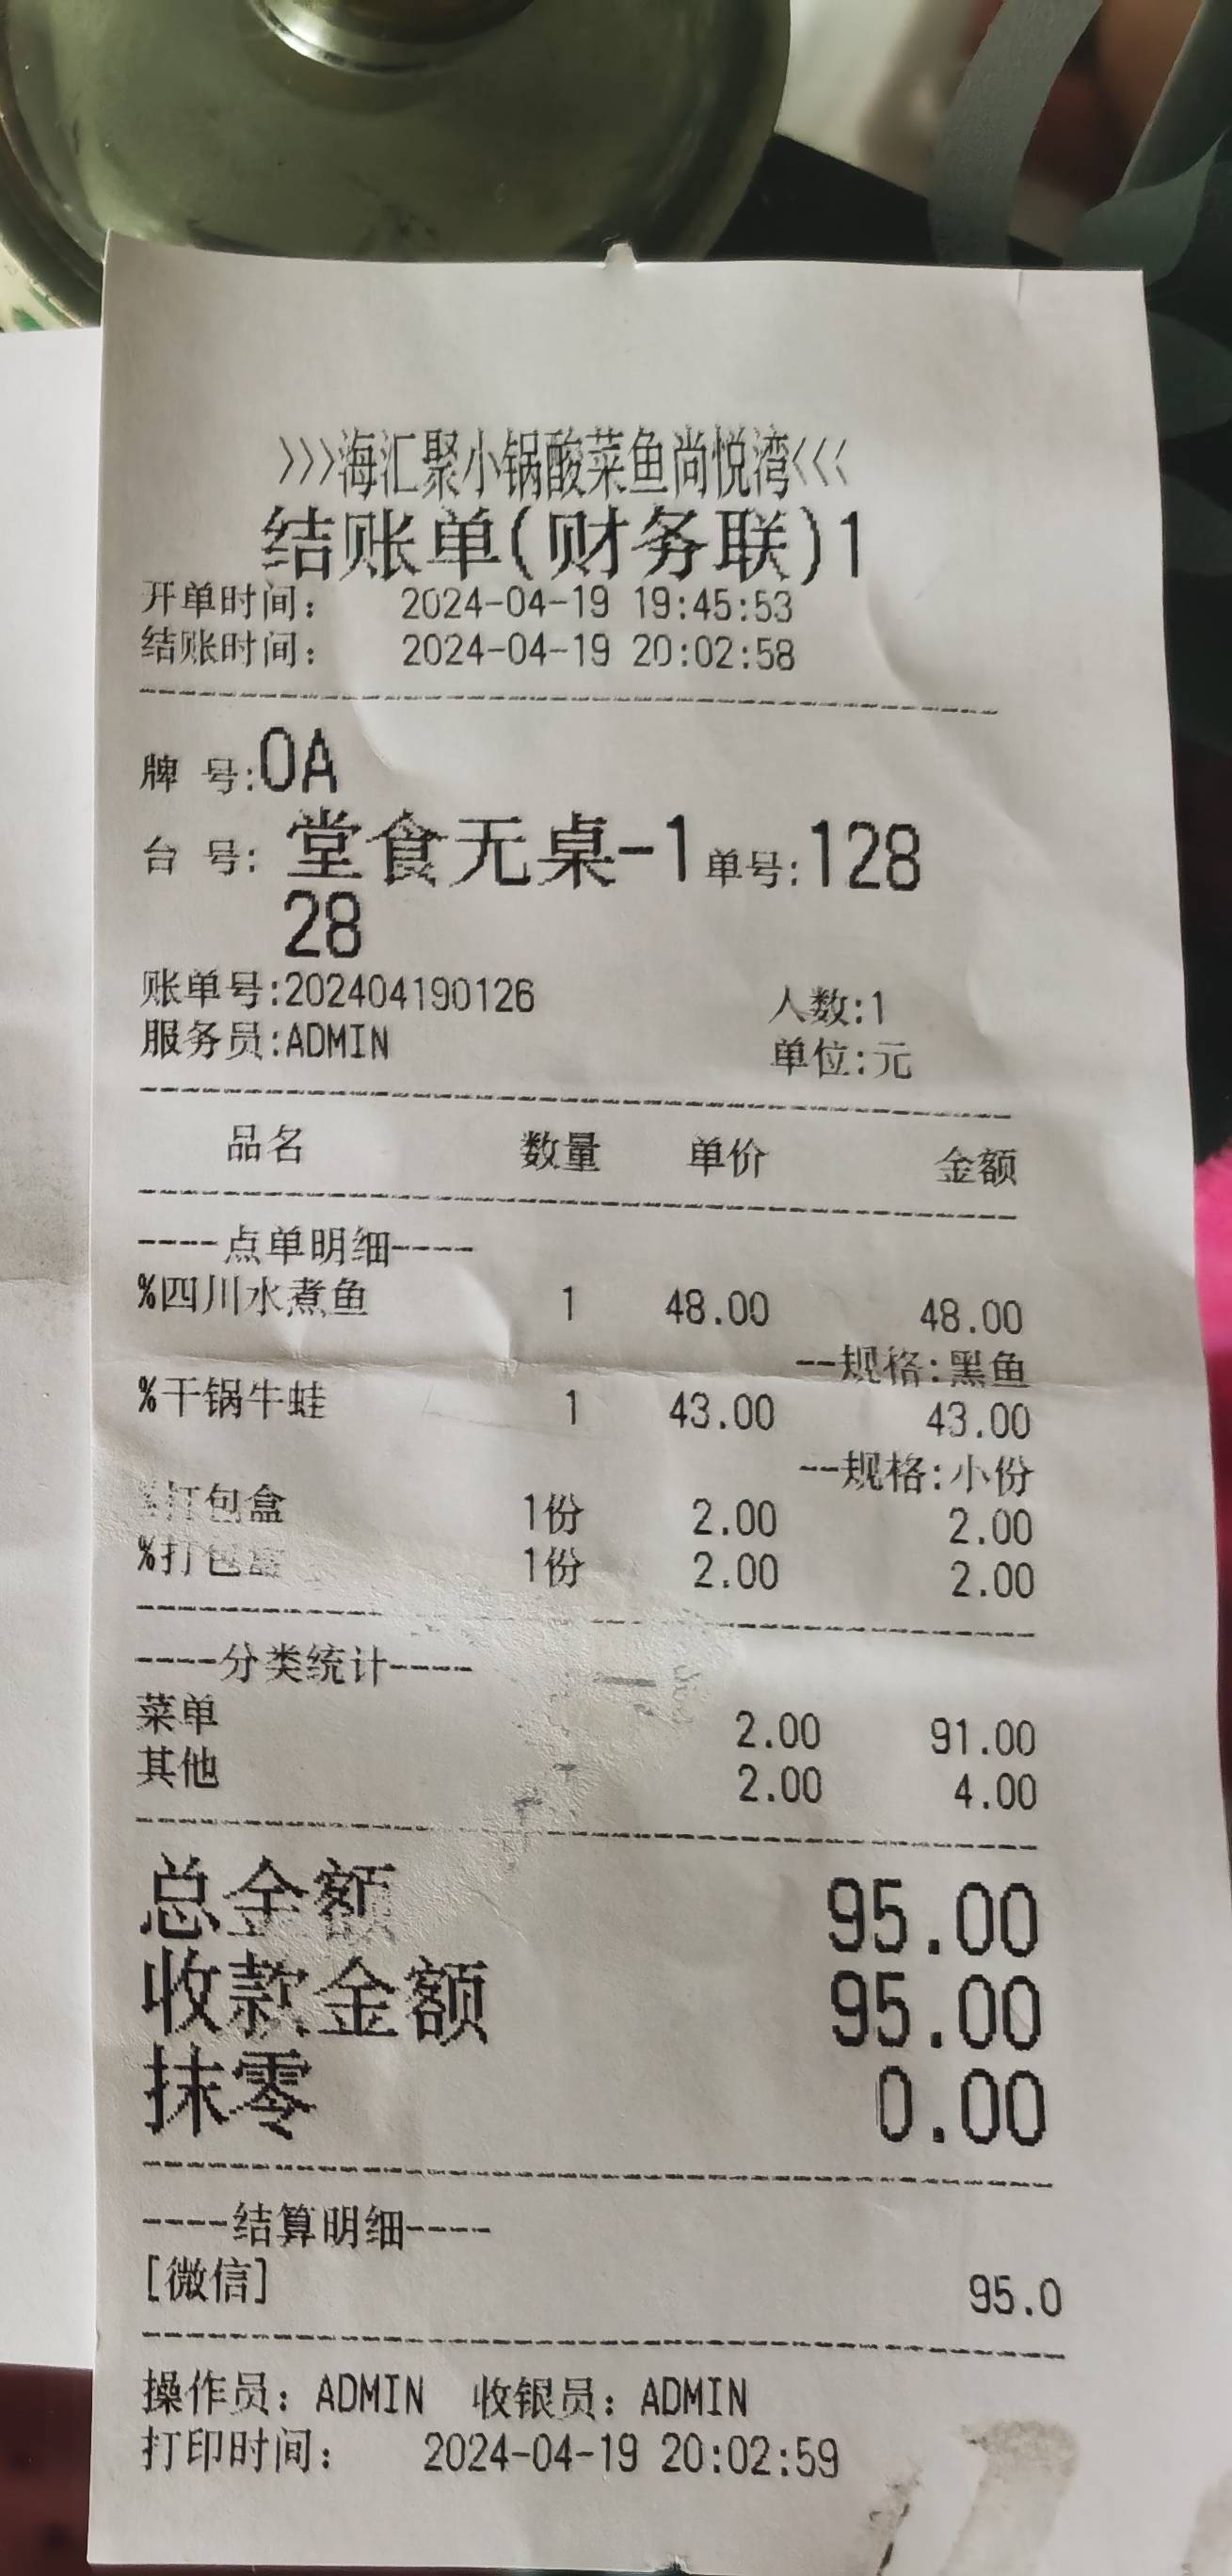 >>>海汇聚小锅酸菜鱼尚悦湾<<<
结账单(财务联)1
开单时间: 2024-04-19 19:45:53
结账时间: 2024-04-19 20:02:58
牌 号:0A
台 号: 堂食无桌-1 单号:128
28
账单号:202404190126 人数:1
服务员:ADMIN 单位:元
品名 数量 单价 金额
----点单明细----
%四川水煮鱼 1 48.00 48.00
--规格:黑鱼
%干锅牛蛙 1 43.00 43.00
--规格:小份
%打包盒 1份 2.00 2.00
%打包盒 1份 2.00 2.00
----分类统计----
菜单 2.00 91.00
其他 2.00 4.00
总金额 95.00
收款金额 95.00
抹零 0.00
----结算明细----
[微信] 95.0
操作员: ADMIN 收银员: ADMIN
打印时间: 2024-04-19 20:02:59